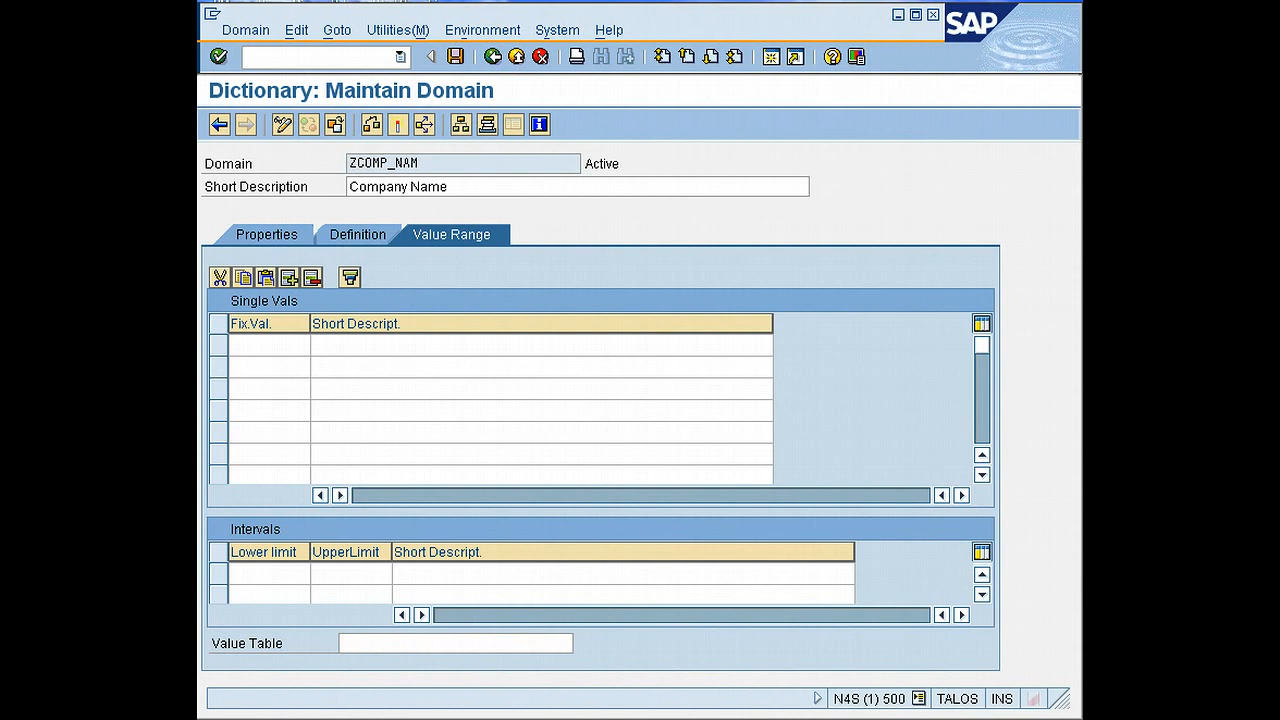 Domain Edit Goto Utilities(M) Environment System Help
SAP
Dictionary: Maintain Domain
Domain ZCOMP_NAM Active
Short Description Company Name
Properties Definition Value Range
Single Vals
Fix.Val. Short Descript.
Intervals
Lower limit UpperLimit Short Descript.
Value Table
N4S (1) 500 TALOS INS